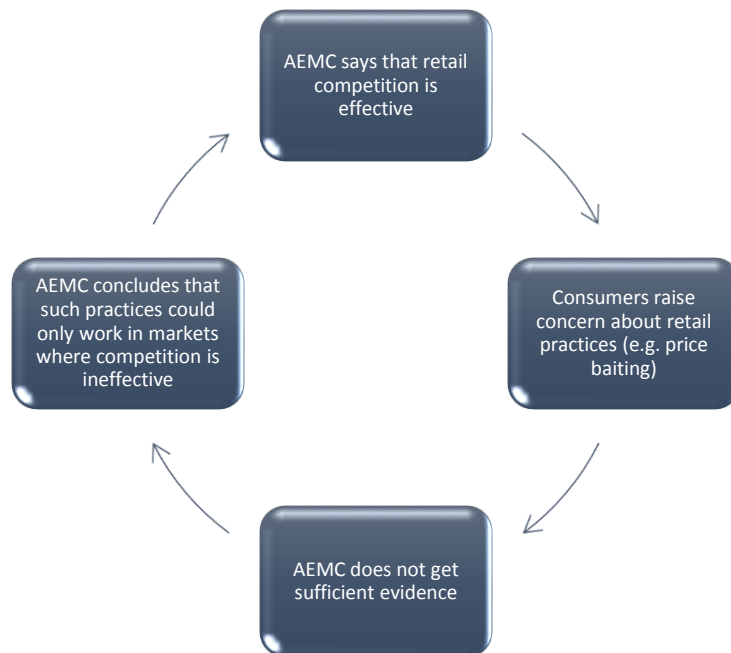 AEMC says that retail
competition is
effective
Consumers raise
concern about retail
practices (e.g. price
baiting)
AEMC does not get
sufficient evidence
AEMC concludes that
such practices could
only work in markets
where competition is
ineffective